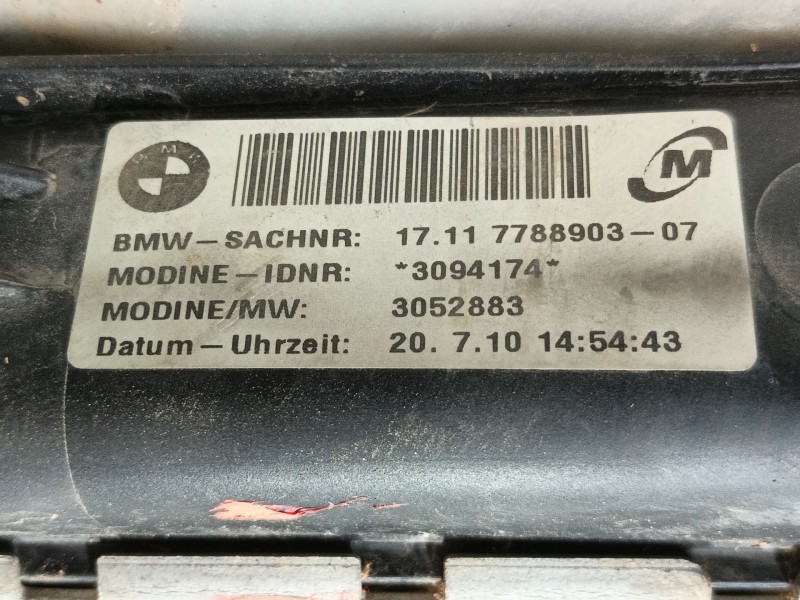 BMW
M
BMW-SACHNR: 17.11 7788903-07
MODINE-IDNR: *3094174*
MODINE/MW: 3052883
Datum-Uhrzeit: 20. 7.10 14:54:43